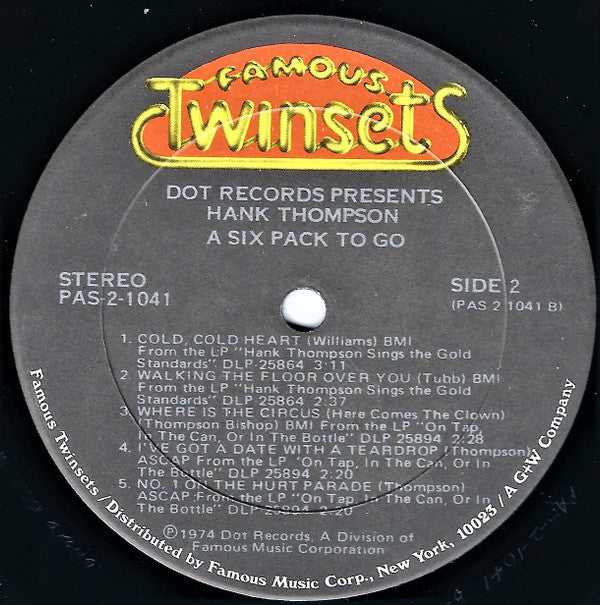 FAMOUS
Twinsets
DOT RECORDS PRESENTS
HANK THOMPSON
A SIX PACK TO GO
STEREO
PAS-2-1041
SIDE 2
(PAS 2 1041 B)
1. COLD, COLD HEART (Williams) BMI
From the LP "Hank Thompson Sings the Gold
Standards" DLP-25864 3:11
2. WALKING THE FLOOR OVER YOU (Tubb) BMI
From the LP "Hank Thompson Sings the Gold
Standards" DLP-25864 2:37
3. WHERE IS THE CIRCUS (Here Comes The Clown)
(Thompson Bishop) BMI From the LP "On Tap,
In The Can, Or In The Bottle" DLP 25894 2:28
4. I'VE GOT A DATE WITH A TEARDROP (Thompson)
ASCAP From the LP "On Tap, In The Can, Or In
The Bottle" DLP 25894 2:20
5. NO. 1 ON THE HURT PARADE (Thompson)
ASCAP From the LP "On Tap, In The Can, Or In
The Bottle" DLP 25894 2:20
Ⓟ1974 Dot Records, A Division of
Famous Music Corporation
Famous Twinsets / Distributed by Famous Music Corp., New York, 10023 / A G+W Company